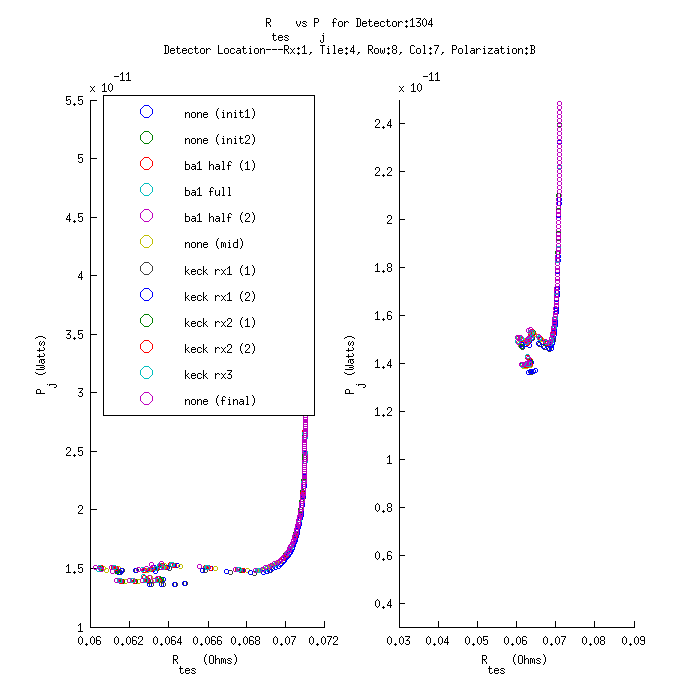 R_tes vs P_j for Detector:1304
Detector Location---Rx:1, Tile:4, Row:8, Col:7, Polarization:B
x 10^-11
5.5
5
4.5
4
3.5
3
2.5
2
1.5
1
P_j (Watts)
none (init1)
none (init2)
ba1 half (1)
ba1 full
ba1 half (2)
none (mid)
keck rx1 (1)
keck rx1 (2)
keck rx2 (1)
keck rx2 (2)
keck rx3
none (final)
0.06 0.062 0.064 0.066 0.068 0.07 0.072
R_tes (Ohms)
x 10^-11
2.4
2.2
2
1.8
1.6
1.4
1.2
1
0.8
0.6
0.4
P_j (Watts)
0.03 0.04 0.05 0.06 0.07 0.08 0.09
R_tes (Ohms)